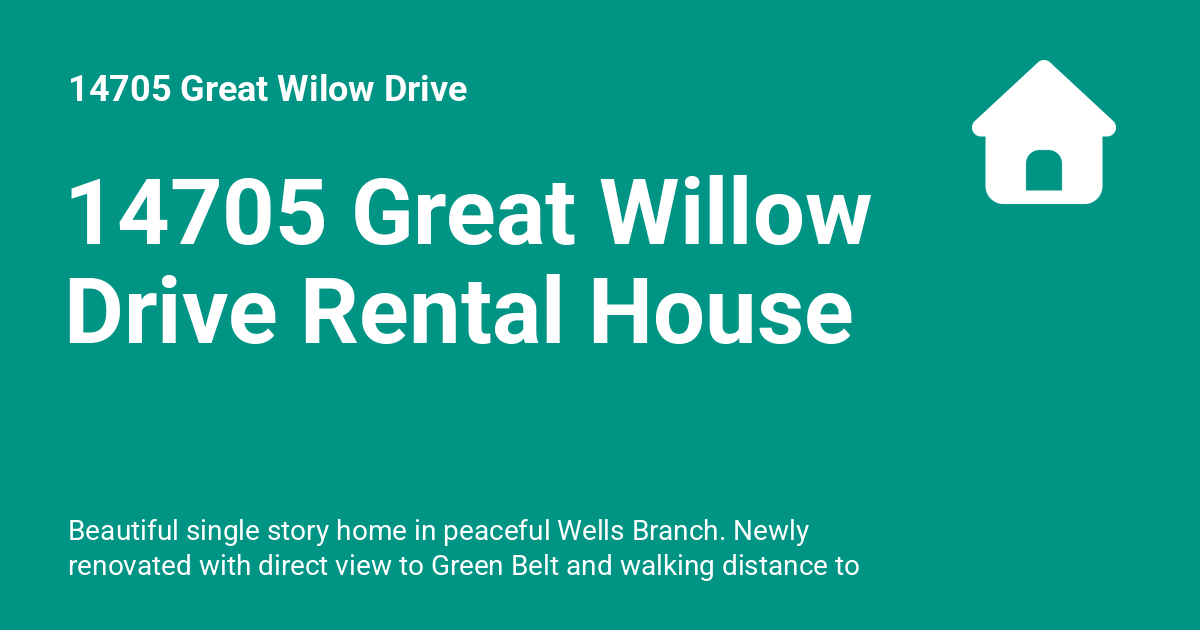 14705 Great Wilow Drive
14705 Great Willow
Drive Rental House
Beautiful single story home in peaceful Wells Branch. Newly
renovated with direct view to Green Belt and walking distance to